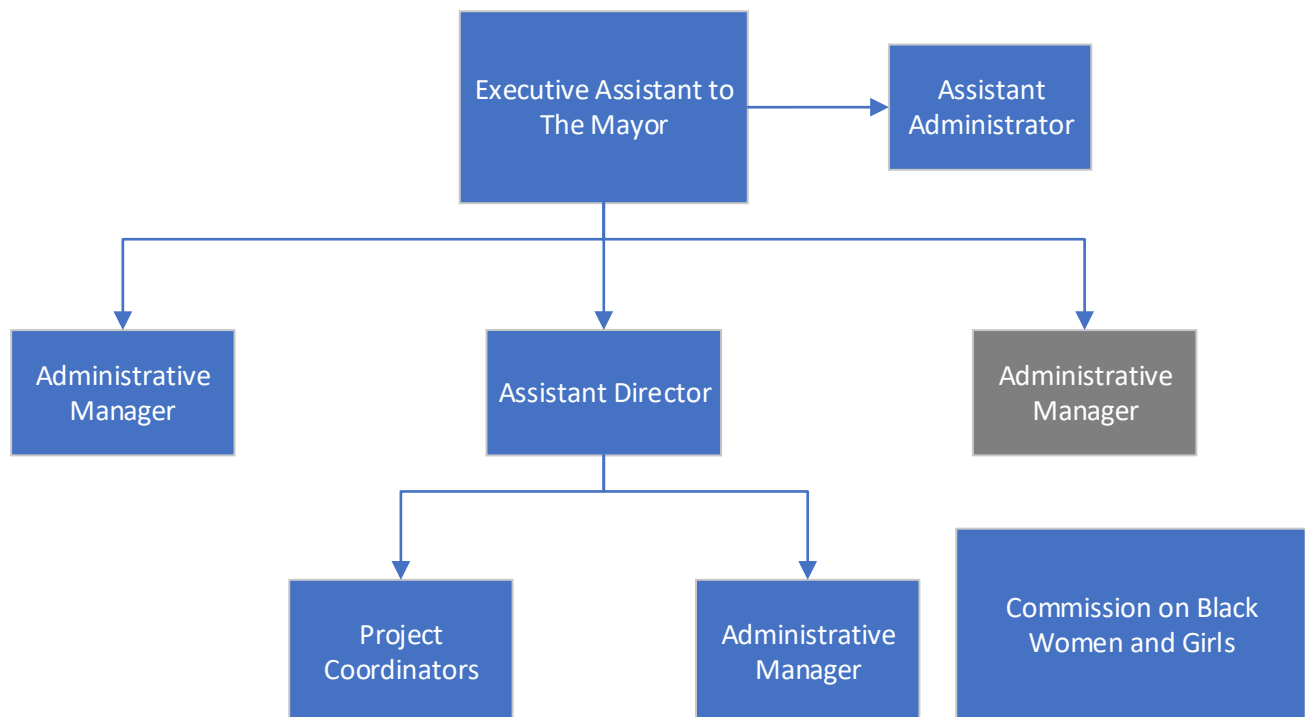 Executive Assistant to
The Mayor
Assistant
Administrator
Administrative
Manager
Assistant Director
Administrative
Manager
Project
Coordinators
Administrative
Manager
Commission on Black
Women and Girls